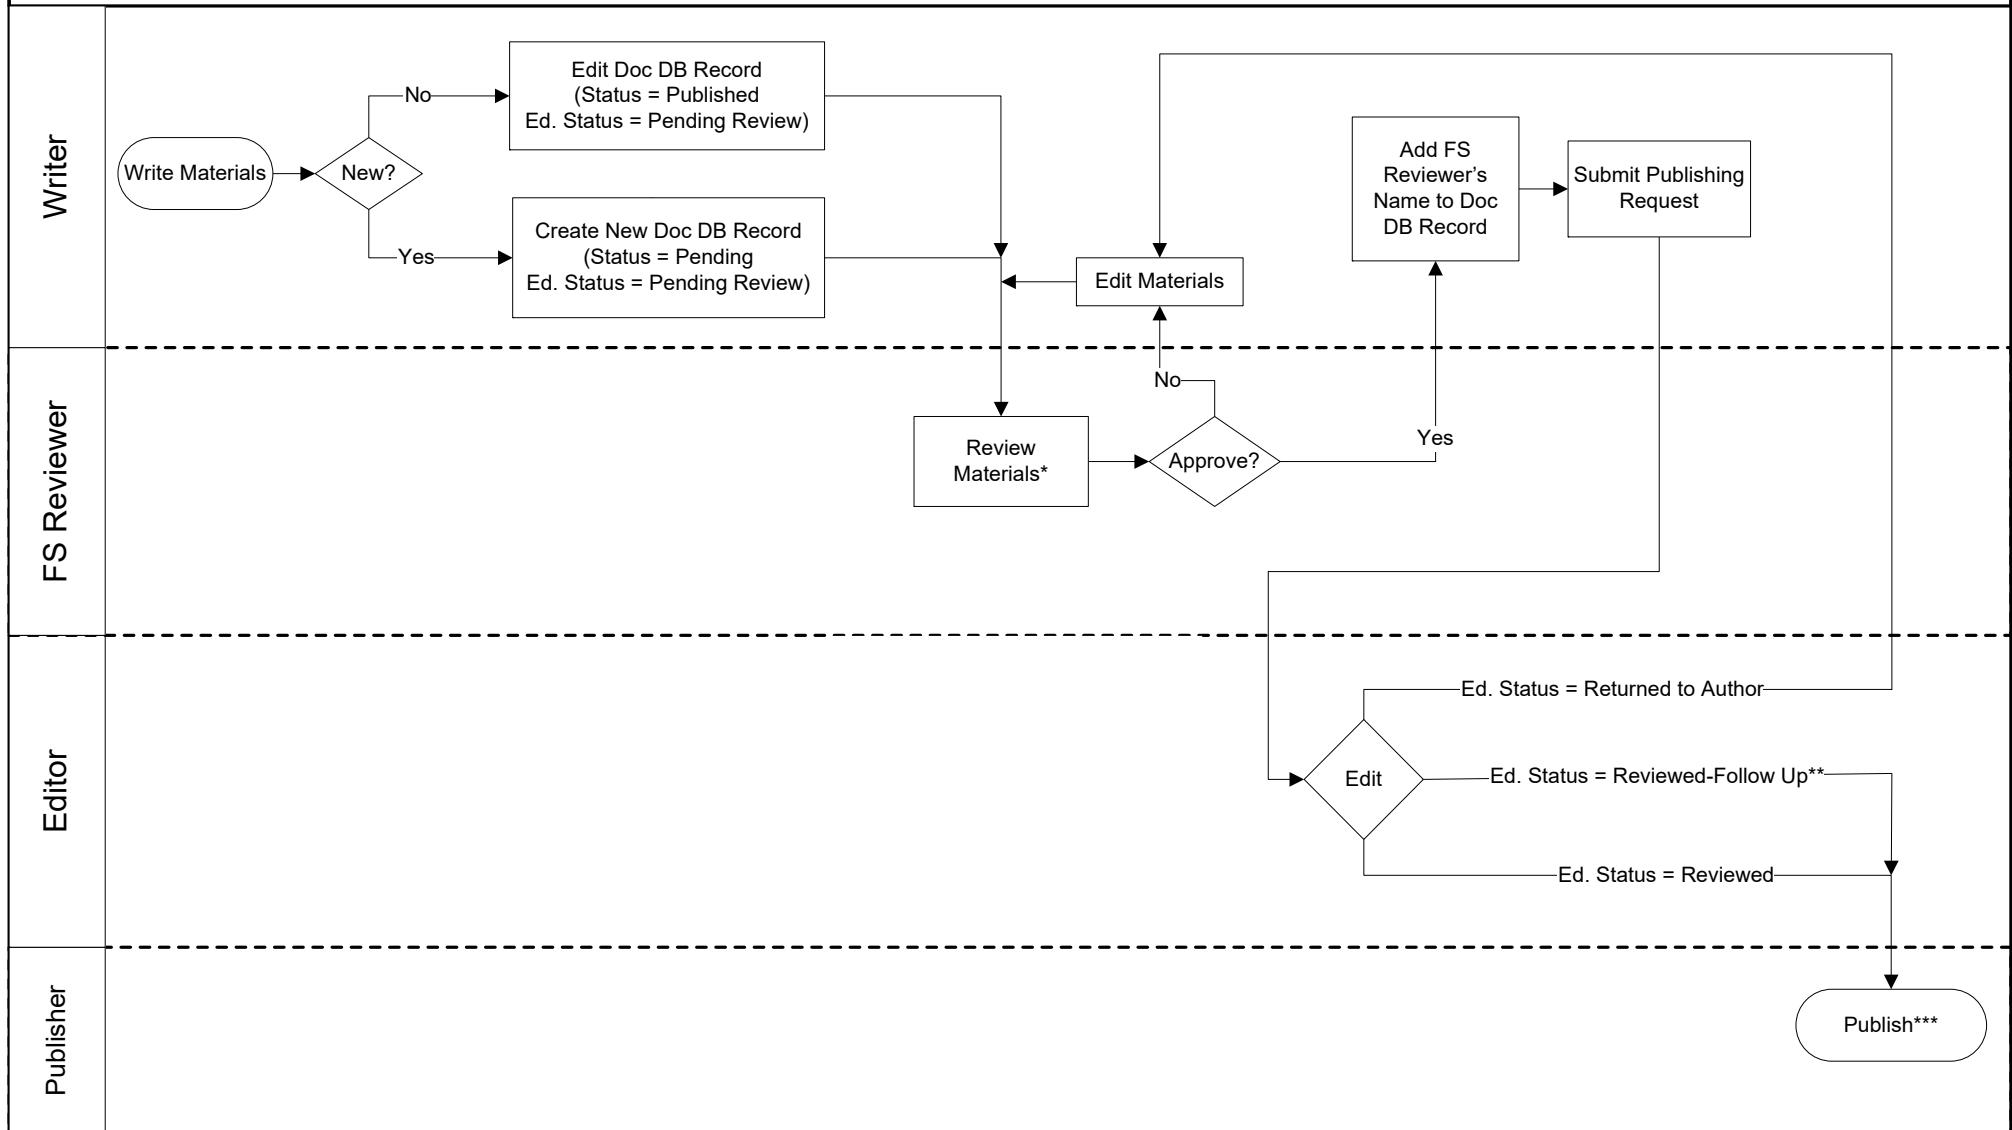 Writer
Write Materials
New?
No
Edit Doc DB Record
(Status = Published
Ed. Status = Pending Review)
Yes
Create New Doc DB Record
(Status = Pending
Ed. Status = Pending Review)
Edit Materials
Add FS
Reviewer’s
Name to Doc
DB Record
Submit Publishing
Request
FS Reviewer
Review
Materials*
Approve?
No
Yes
Editor
Edit
Ed. Status = Returned to Author
Ed. Status = Reviewed-Follow Up**
Ed. Status = Reviewed
Publisher
Publish***